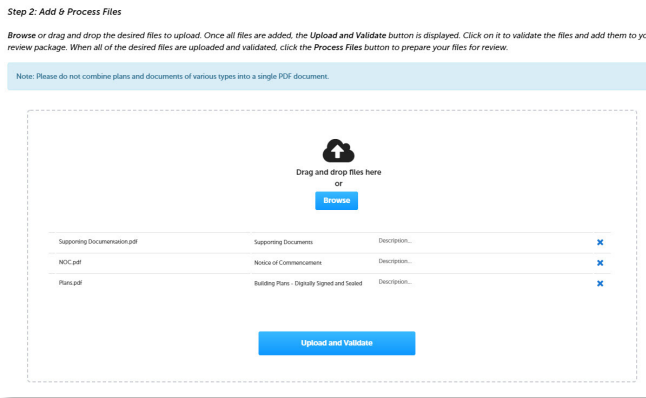 Step 2: Add & Process Files
Browse or drag and drop the desired files to upload. Once all files are added, the Upload and Validate button is displayed. Click on it to validate the files and add them to
review package. When all of the desired files are uploaded and validated, click the Process Files button to prepare your files for review.
Note: Please do not combine plans and documents of various types into a single PDF document.
Drag and drop files here
or
Browse
Supporting Documentation.pdf Supporting Documents Description...
NOC.pdf Notice of Commencement Description...
Plans.pdf Building Plans - Digitally Signed and Sealed Description...
Upload and Validate